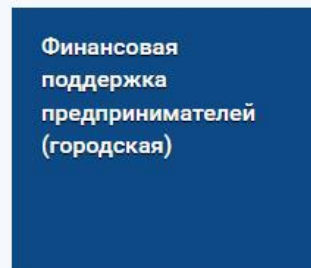 Финансовая
поддержка
предпринимателей
(городская)